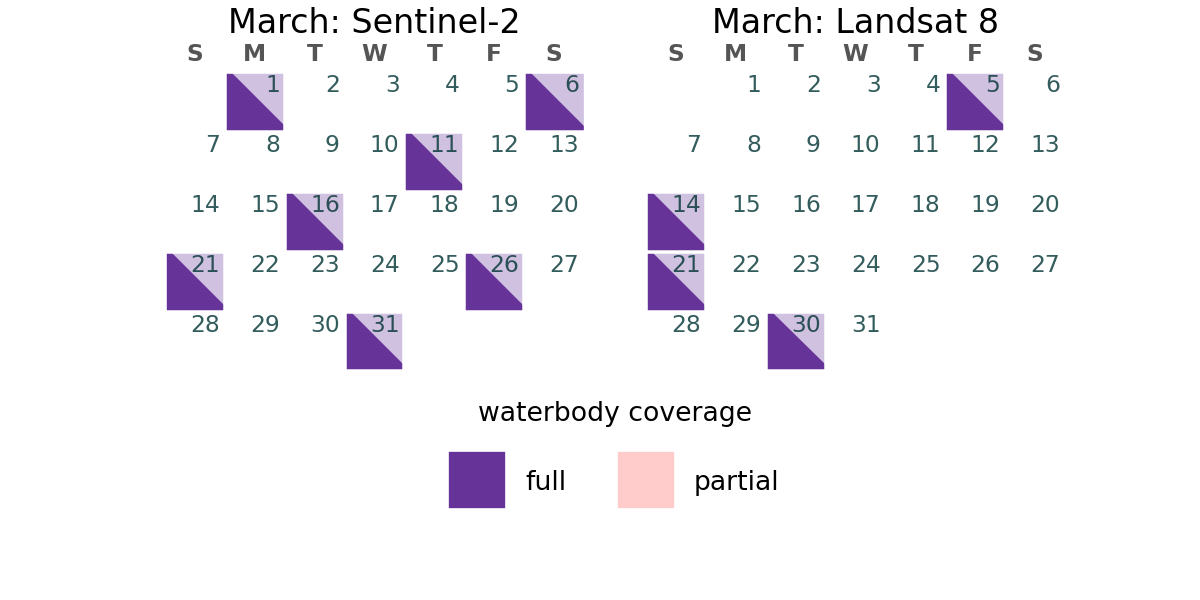 March: Sentinel-2
S M T W T F S
1 2 3 4 5 6
7 8 9 10 11 12 13
14 15 16 17 18 19 20
21 22 23 24 25 26 27
28 29 30 31
March: Landsat 8
S M T W T F S
1 2 3 4 5 6
7 8 9 10 11 12 13
14 15 16 17 18 19 20
21 22 23 24 25 26 27
28 29 30 31
waterbody coverage
full partial